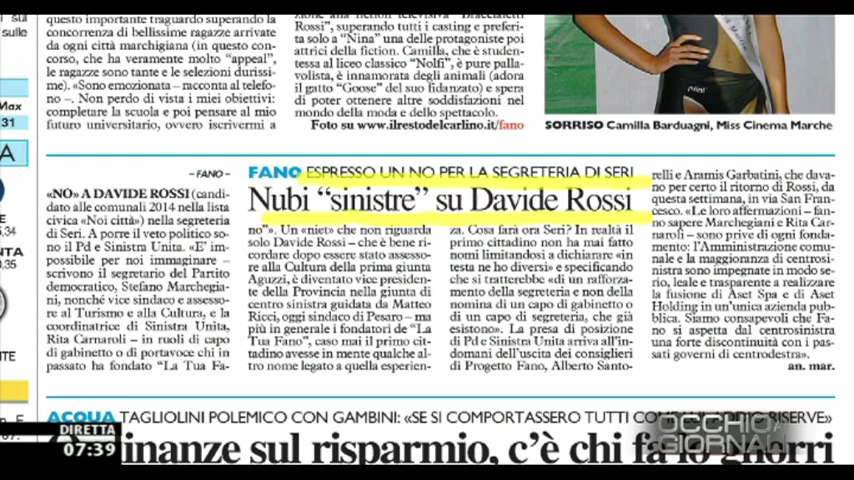 questo importante traguardo superando la
concorrenza di bellissime ragazze arrivate
da ogni città marchigiana (in questo con-
corso, che ha veramente molto “appeal”,
le ragazze sono tante e le selezioni durissi-
me). «Sono emozionata – racconta al telefo-
no –. Non perdo di vista i miei obiettivi:
completare la scuola e poi pensare al mio
futuro universitario, ovvero iscrivermi a
zione alla fiction televisiva “Braccialetti
Rossi”, superando tutti i casting e preferi-
ta solo a “Nina” una delle protagoniste poi
attrici della fiction. Camilla, che è studen-
tessa al liceo classico “Nolfi”, è pure palla-
volista, è innamorata degli animali (adora
il gatto “Goose” del suo fidanzato) e spera
di poter ottenere altre soddisfazioni nel
mondo della moda e dello spettacolo.
Foto su www.ilrestodelcarlino.it/fano
SORRISO Camilla Barduagni, Miss Cinema Marche
sulle
Max
31
A
– FANO –
«NO» A DAVIDE ROSSI (candi-
dato alle comunali 2014 nella lista
civica «Noi città») nella segreteria
di Seri. A porre il veto politico so-
no il Pd e Sinistra Unita. «E’ im-
possibile per noi immaginare –
scrivono il segretario del Partito
democratico, Stefano Marchegia-
ni, nonché vice sindaco e assesso-
re al Turismo e alla Cultura, e la
coordinatrice di Sinistra Unita,
Rita Carnaroli – in ruoli di capo
di gabinetto o di portavoce chi in
passato ha fondato “La Tua Fa-
FANO ESPRESSO UN NO PER LA SEGRETERIA DI SERI
Nubi “sinistre” su Davide Rossi
no”». Un «niet» che non riguarda
solo Davide Rossi – che è bene ri-
cordare dopo essere stato assesso-
re alla Cultura della prima giunta
Aguzzi, è diventato vice presiden-
te della Provincia nella giunta di
centro sinistra guidata da Matteo
Ricci, oggi sindaco di Pesaro – ma
più in generale i fondatori de “La
Tua Fano”, caso mai il primo cit-
tadino avesse in mente qualche al-
tro nome legato a quella esperien-
za. Cosa farà ora Seri? In realtà il
primo cittadino non ha mai fatto
nomi limitandosi a dichiarare «in
testa ne ho diversi» e specificando
che si tratterebbe «di un rafforza-
mento della segreteria e non della
nomina di un capo di gabinetto o
di un capo di segreteria, che già
esistono». La presa di posizione
di Pd e Sinistra Unita arriva all’in-
domani dell’uscita dei consiglieri
di Progetto Fano, Alberto Santo-
relli e Aramis Garbatini, che dava-
no per certo il ritorno di Rossi, da
questa settimana, in via San Fran-
cesco. «Le loro affermazioni – fan-
no sapere Marchegiani e Rita Car-
naroli – sono prive di ogni fonda-
mento: l’Amministrazione comuna-
le e la maggioranza di centrosi-
nistra sono impegnate in modo se-
rio, leale e trasparente a realizzare
la fusione di Aset Spa e di Aset
Holding in un’unica azienda pub-
blica. Siamo consapevoli che Fa-
no si aspetta dal centrosinistra
una forte discontinuità con i pas-
sati governi di centrodestra».
an. mar.
ACQUA TAGLIOLINI POLEMICO CON GAMBINI: «SE SI COMPORTASSERO TUTTI RISERVE»
inanze sul risparmio, c’è chi fa lo gnorri
DIRETTA
07:39
OCCHIO AL
GIORNALE